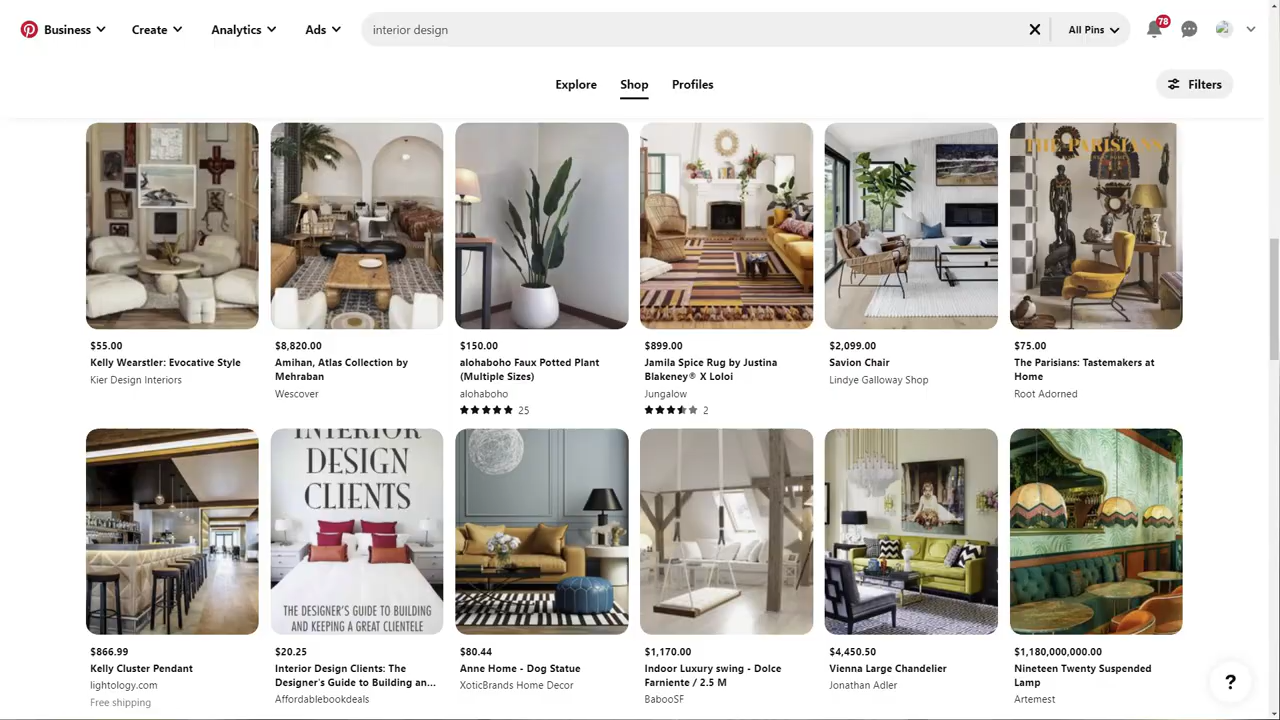 Business
Create
Analytics
Ads
interior design
All Pins
78
Explore
Shop
Profiles
Filters
THE PARISIANS
$55.00
Kelly Wearstler: Evocative Style
Kier Design Interiors
$8,820.00
Amihan, Atlas Collection by
Mehraban
Wescover
$150.00
alohaboho Faux Potted Plant
(Multiple Sizes)
alohaboho
25
$899.00
Jamila Spice Rug by Justina
Blakeney® X Loloi
Jungalow
2
$2,099.00
Savion Chair
Lindye Galloway Shop
$75.00
The Parisians: Tastemakers at
Home
Root Adorned
INTERIOR
DESIGN
CLIENTS
THE DESIGNER'S GUIDE TO BUILDING
AND KEEPING A GREAT CLIENTELE
$866.99
Kelly Cluster Pendant
lightology.com
Free shipping
$20.25
Interior Design Clients: The
Designer's Guide to Building an...
Affordablebookdeals
$80.44
Anne Home - Dog Statue
XoticBrands Home Decor
$1,170.00
Indoor Luxury swing - Dolce
Farniente / 2.5 M
BabooSF
$4,450.50
Vienna Large Chandelier
Jonathan Adler
$1,180,000,000.00
Nineteen Twenty Suspended
Lamp
Artemest
?